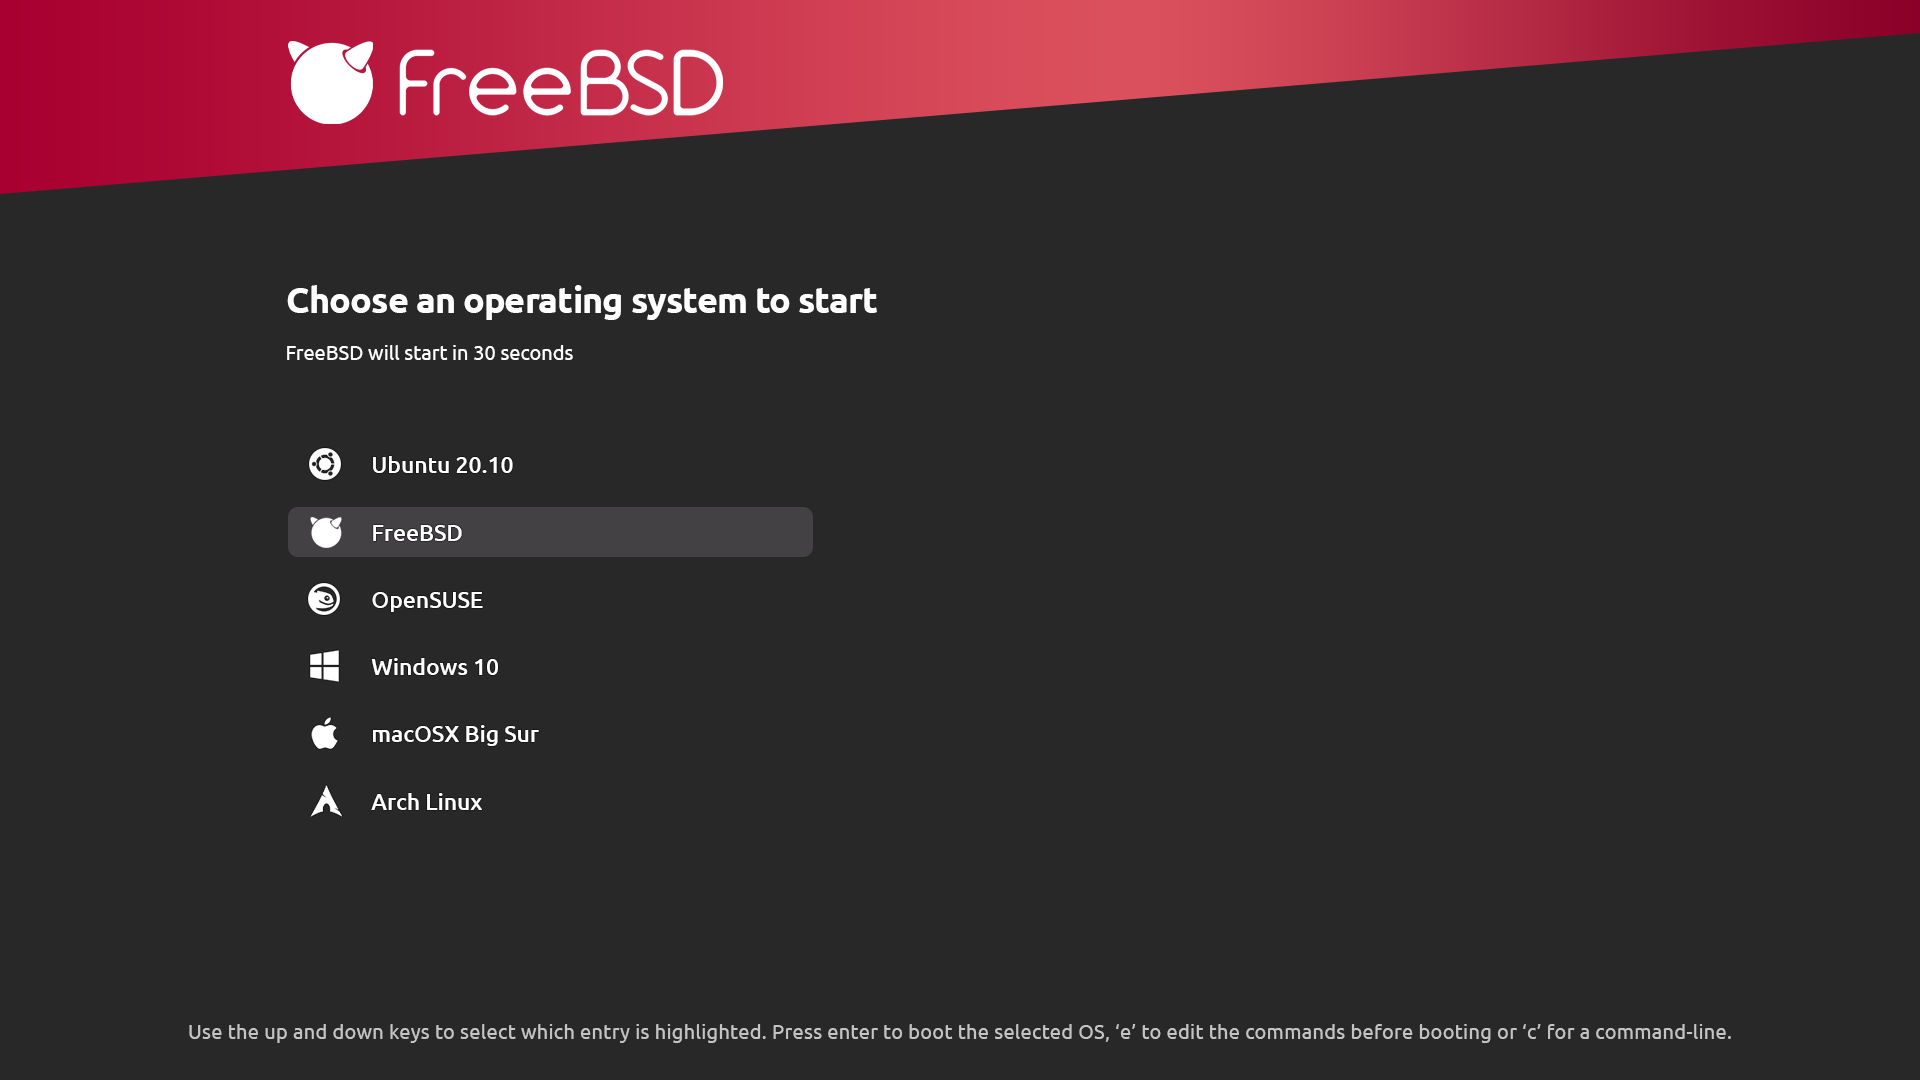 FreeBSD
Choose an operating system to start
FreeBSD will start in 30 seconds
Ubuntu 20.10
FreeBSD
OpenSUSE
Windows 10
macOSX Big Sur
Arch Linux
Use the up and down keys to select which entry is highlighted. Press enter to boot the selected OS, ‘e’ to edit the commands before booting or ‘c’ for a command-line.